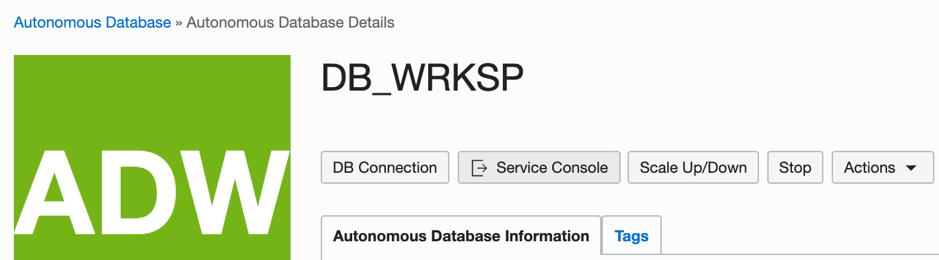 Autonomous Database » Autonomous Database Details
ADW
DB_WRKSP
DB Connection Service Console Scale Up/Down Stop Actions
Autonomous Database Information Tags